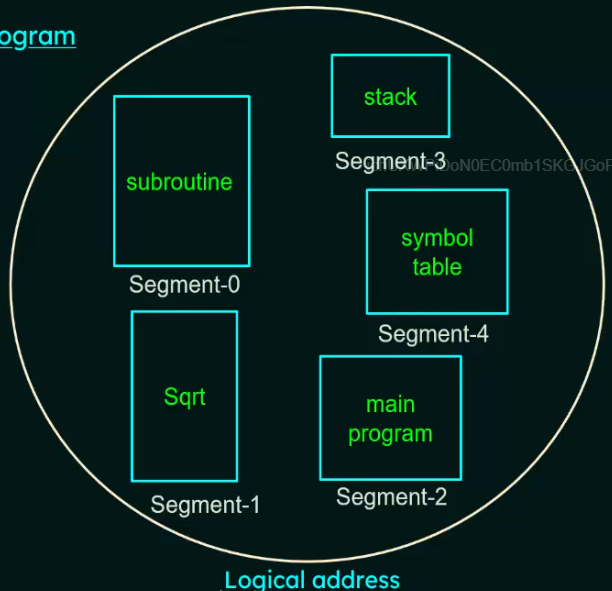 ogram
stack
Segment-3
subroutine
Segment-0
symbol
table
Segment-4
Sqrt
Segment-1
main
program
Segment-2
Logical address